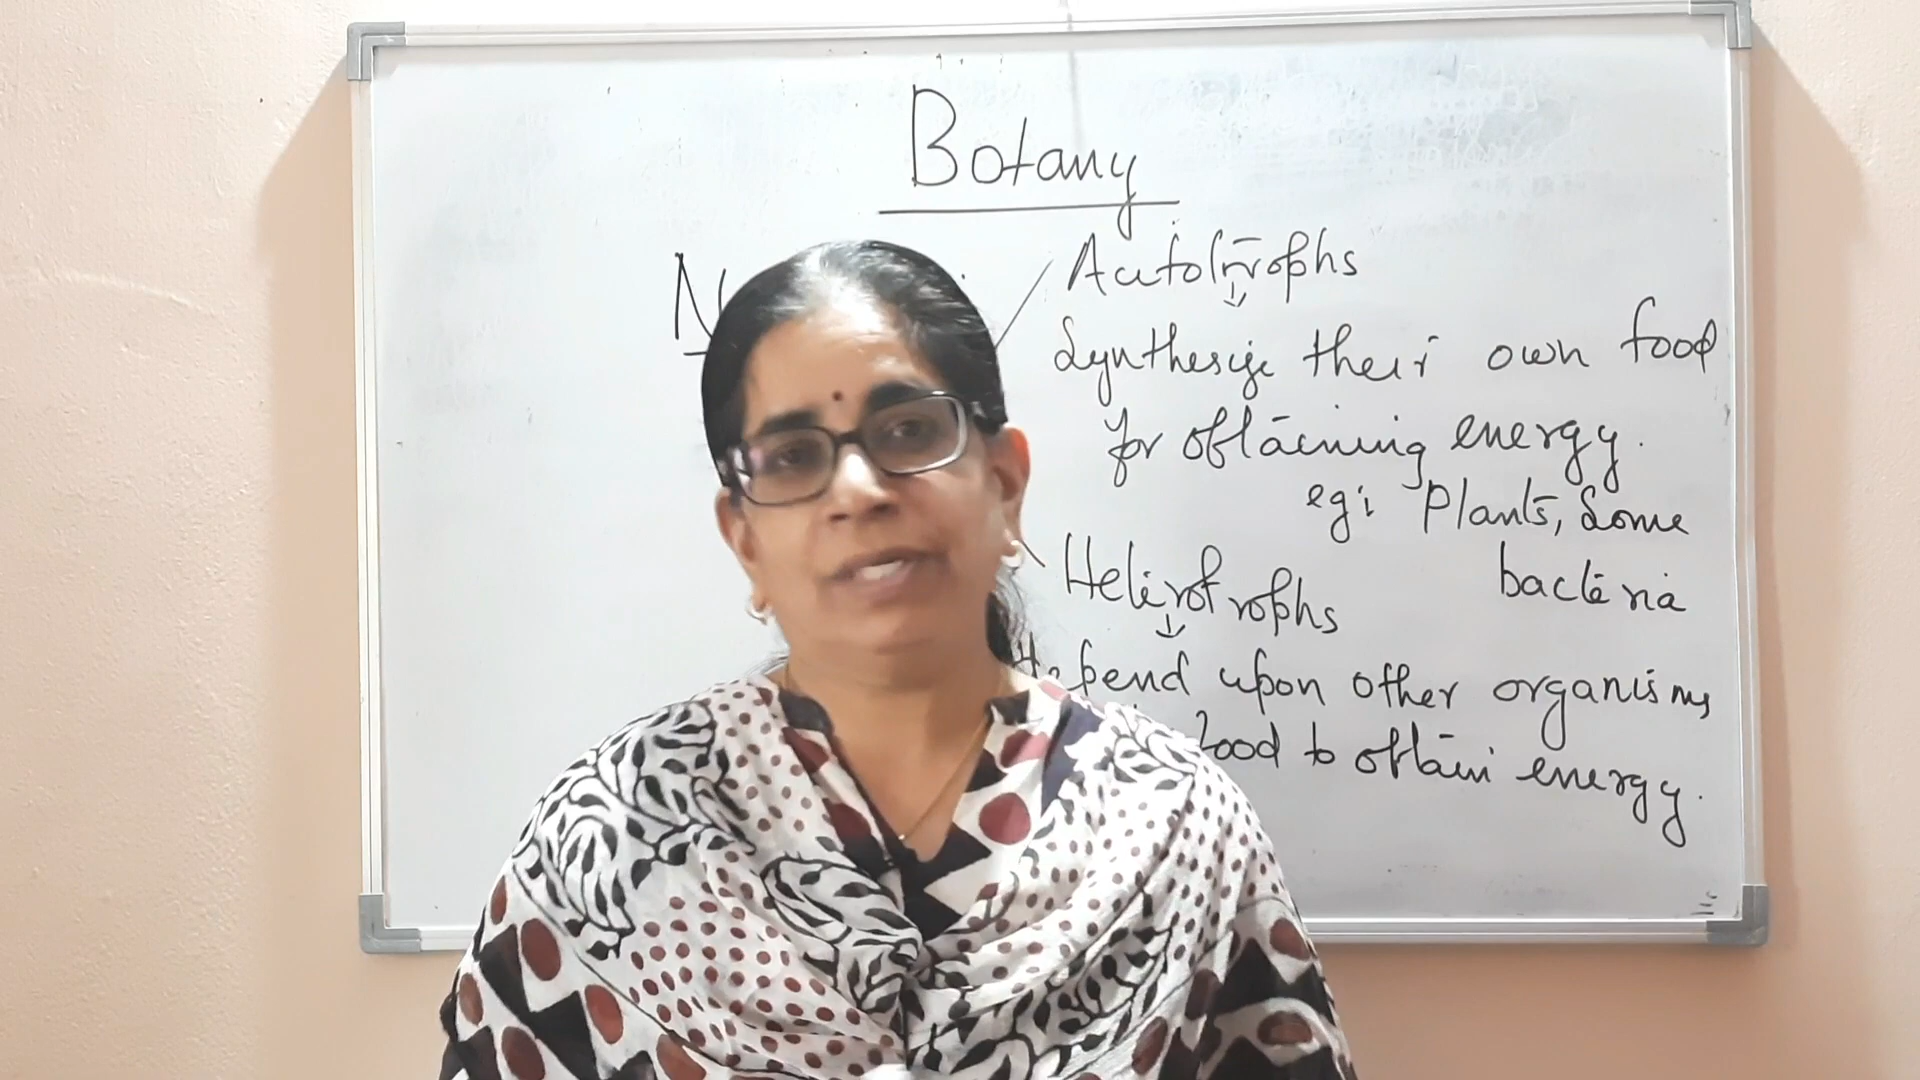 Botany
Autotrophs
Synthesize their own food
for obtaining energy.
eg: Plants, Some
bacteria
Heterotrophs
depend upon other organisms
food to obtain energy.